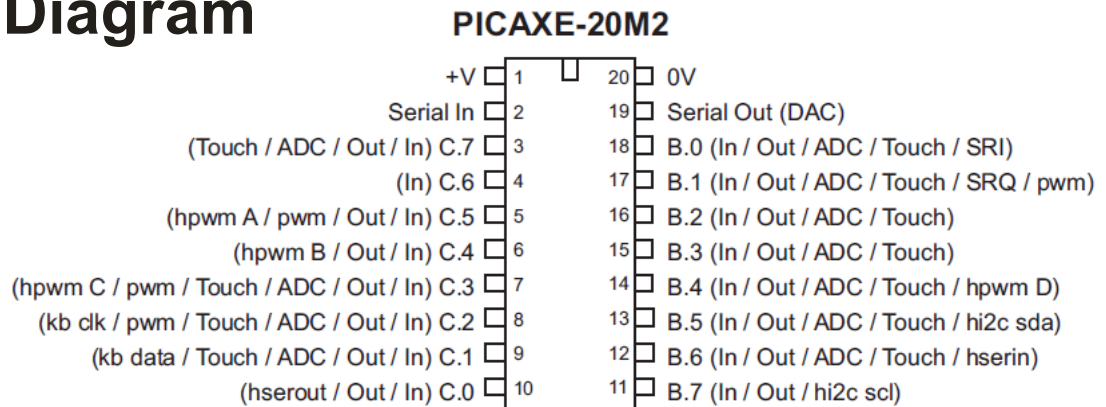 Diagram
PICAXE-20M2
+V 1 20 0V
Serial In 2 19 Serial Out (DAC)
(Touch / ADC / Out / In) C.7 3 18 B.0 (In / Out / ADC / Touch / SRI)
(In) C.6 4 17 B.1 (In / Out / ADC / Touch / SRQ / pwm)
(hpwm A / pwm / Out / In) C.5 5 16 B.2 (In / Out / ADC / Touch)
(hpwm B / Out / In) C.4 6 15 B.3 (In / Out / ADC / Touch)
(hpwm C / pwm / Touch / ADC / Out / In) C.3 7 14 B.4 (In / Out / ADC / Touch / hpwm D)
(kb clk / pwm / Touch / ADC / Out / In) C.2 8 13 B.5 (In / Out / ADC / Touch / hi2c sda)
(kb data / Touch / ADC / Out / In) C.1 9 12 B.6 (In / Out / ADC / Touch / hserin)
(hserout / Out / In) C.0 10 11 B.7 (In / Out / hi2c scl)